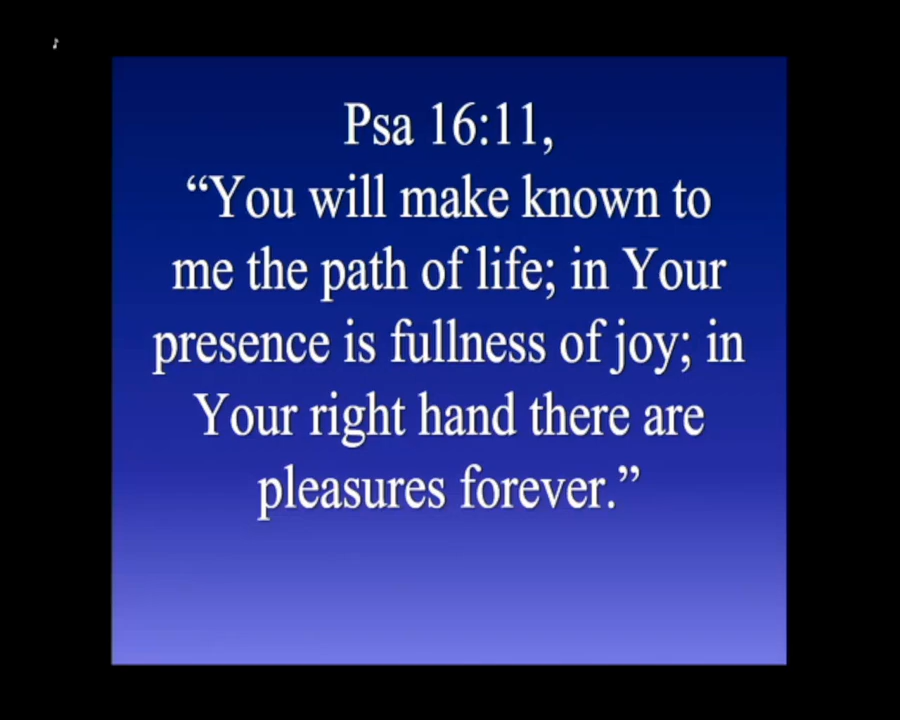 Psa 16:11,
“You will make known to
me the path of life; in Your
presence is fullness of joy; in
Your right hand there are
pleasures forever.”